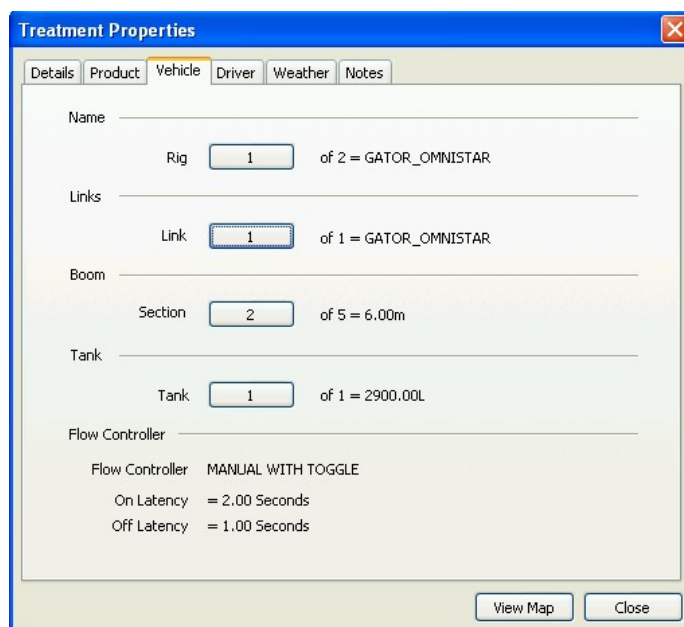 Treatment Properties
Details Product Vehicle Driver Weather Notes
Name
Rig 1 of 2 = GATOR_OMNISTAR
Links
Link 1 of 1 = GATOR_OMNISTAR
Boom
Section 2 of 5 = 6.00m
Tank
Tank 1 of 1 = 2900.00L
Flow Controller
Flow Controller MANUAL WITH TOGGLE
On Latency = 2.00 Seconds
Off Latency = 1.00 Seconds
View Map Close